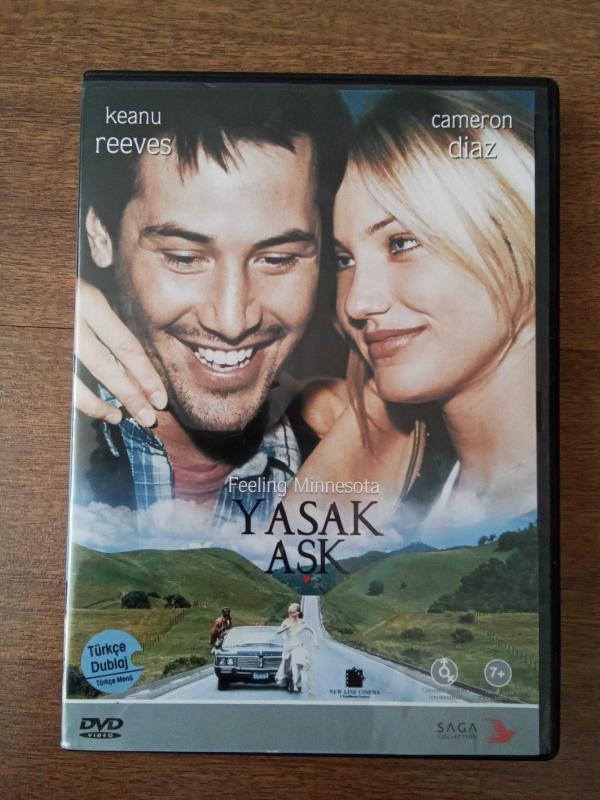 keanu
reeves
cameron
diaz
Feeling Minnesota
YASAK
AŞK
Türkçe
Dublaj
Türkçe Menü
NEW LINE CINEMA
7+
DVD
VIDEO
SAGA
COLLECTION